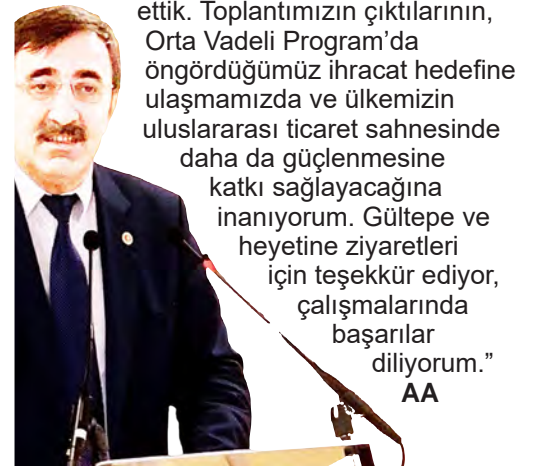 ettik. Toplantımızın çıktılarının,
Orta Vadeli Program’da
öngördüğümüz ihracat hedefine
ulaşmamızda ve ülkemizin
uluslararası ticaret sahnesinde
daha da güçlenmesine
katkı sağlayacağına
inanıyorum. Gültepe ve
heyetine ziyaretleri
için teşekkür ediyor,
çalışmalarında
başarılar
diliyorum.”
AA